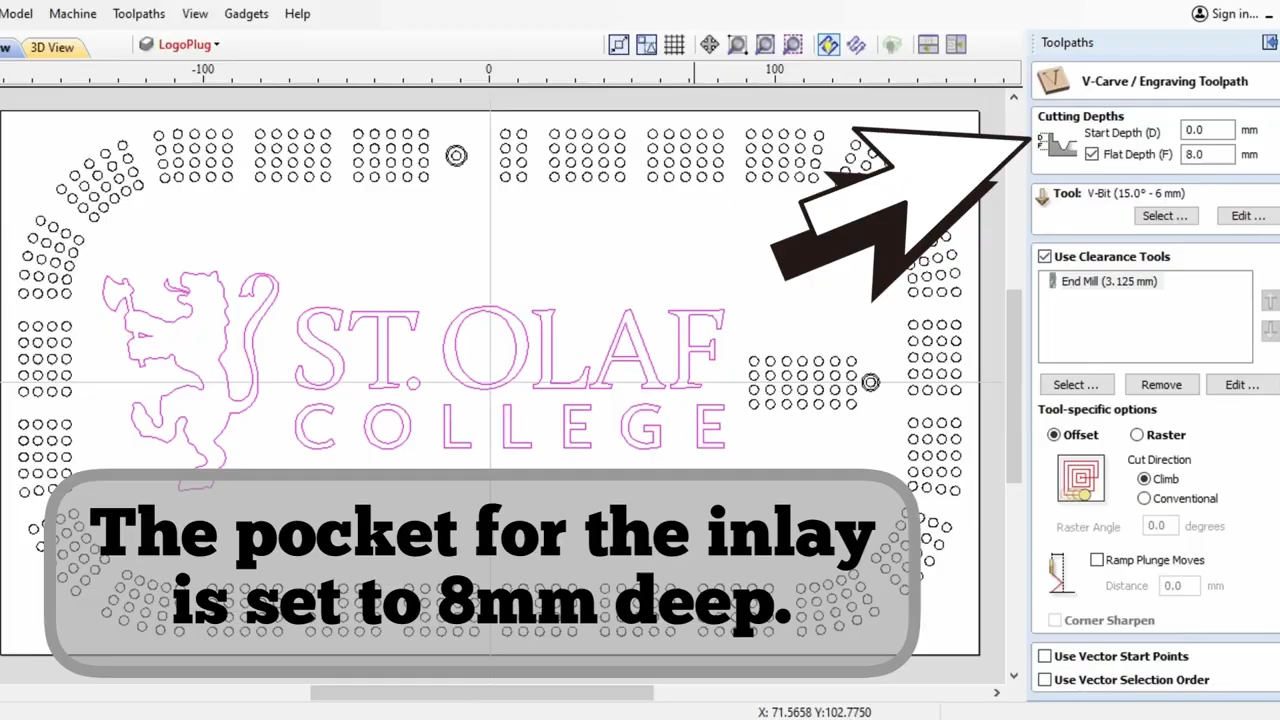 Model Machine Toolpaths View Gadgets Help Sign in...
3D View LogoPlug
-100 0 100
Toolpaths
V-Carve / Engraving Toolpath
Cutting Depths
Start Depth (D) 0.0 mm
Flat Depth (F) 8.0 mm
Tool: V-Bit (15.0° - 6 mm)
Select ... Edit ...
Use Clearance Tools
End Mill (3.125 mm)
Select ... Remove Edit ...
Tool-specific options
Offset Raster
Cut Direction
Climb
Conventional
Raster Angle 0.0 degrees
Ramp Plunge Moves
Distance 0.0 mm
Corner Sharpen
Use Vector Start Points
Use Vector Selection Order
ST. OLAF
COLLEGE
The pocket for the inlay
is set to 8mm deep.
X: 71.5658 Y:102.7750